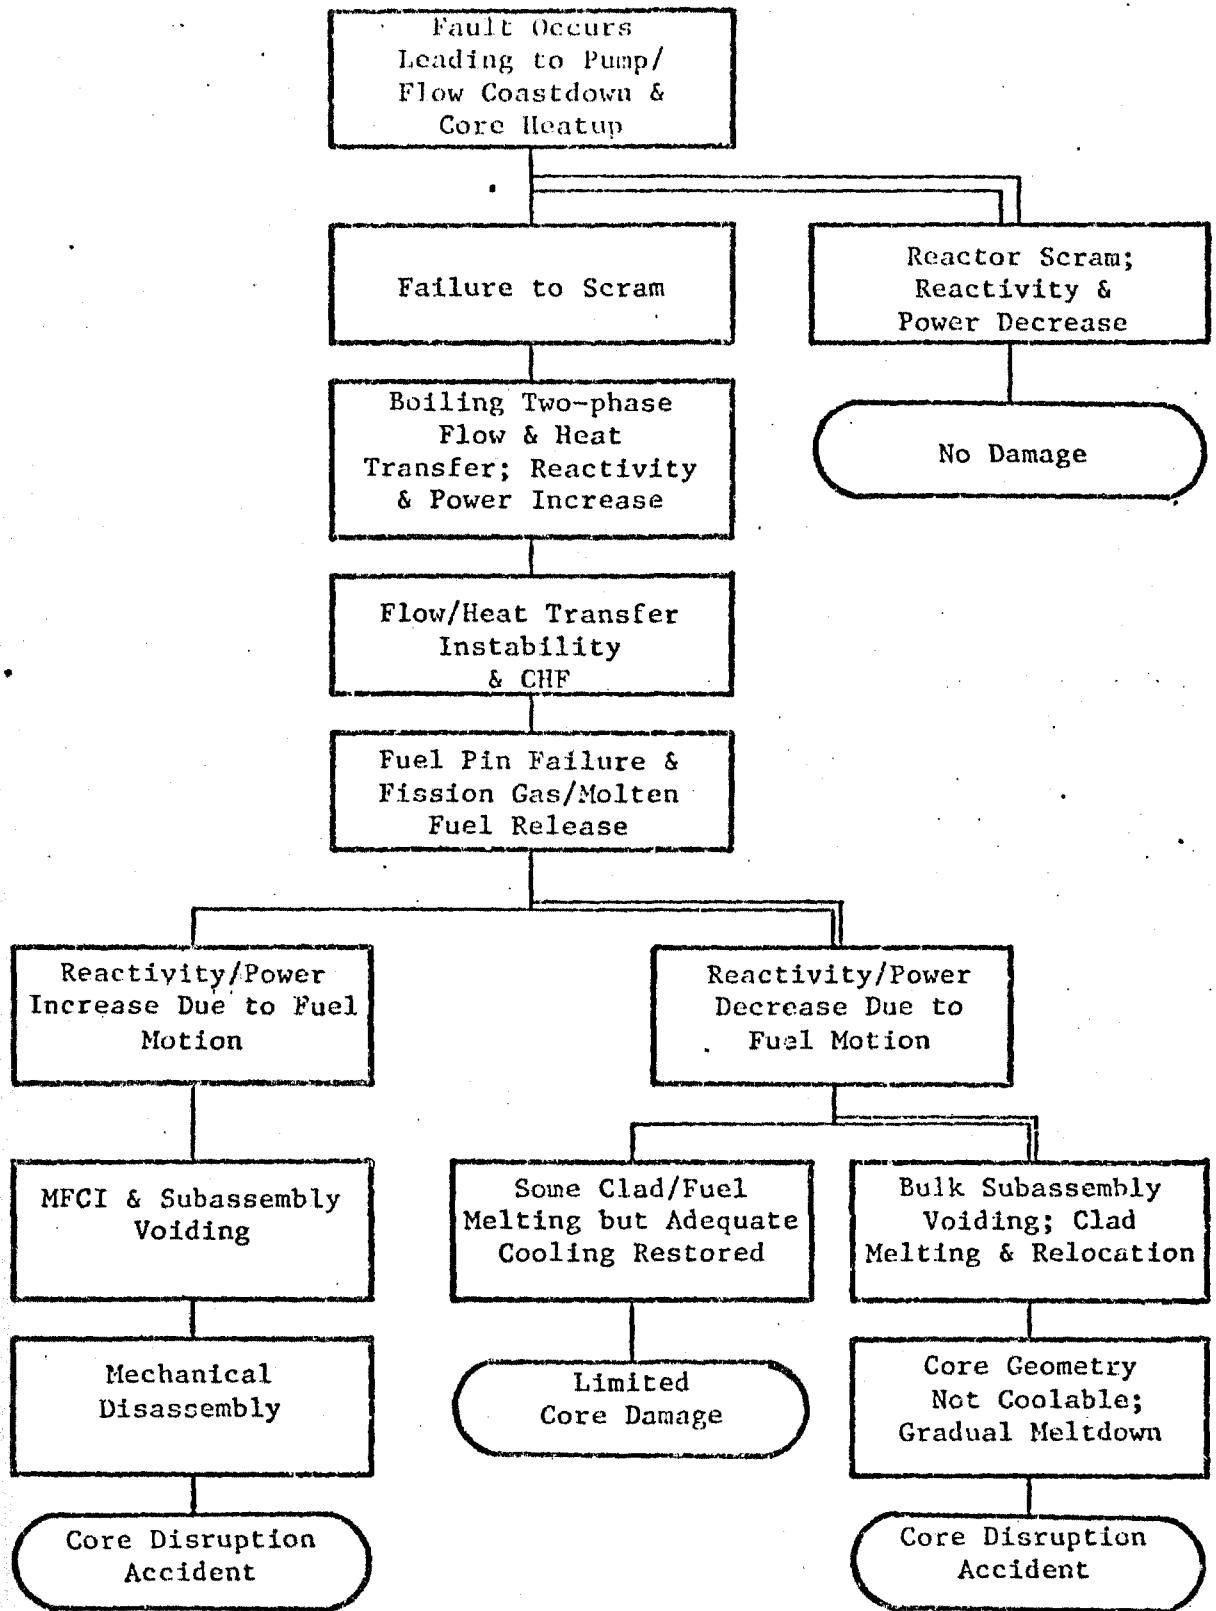 Fault Occurs
Leading to Pump/
Flow Coastdown &
Core Heatup
Failure to Scram
Reactor Scram;
Reactivity &
Power Decrease
Boiling Two-phase
Flow & Heat
Transfer; Reactivity
& Power Increase
No Damage
Flow/Heat Transfer
Instability
& CHF
Fuel Pin Failure &
Fission Gas/Molten
Fuel Release
Reactivity/Power
Increase Due to Fuel
Motion
Reactivity/Power
Decrease Due to
Fuel Motion
MFCI & Subassembly
Voiding
Some Clad/Fuel
Melting but Adequate
Cooling Restored
Bulk Subassembly
Voiding; Clad
Melting & Relocation
Mechanical
Disassembly
Limited
Core Damage
Core Geometry
Not Coolable;
Gradual Meltdown
Core Disruption
Accident
Core Disruption
Accident